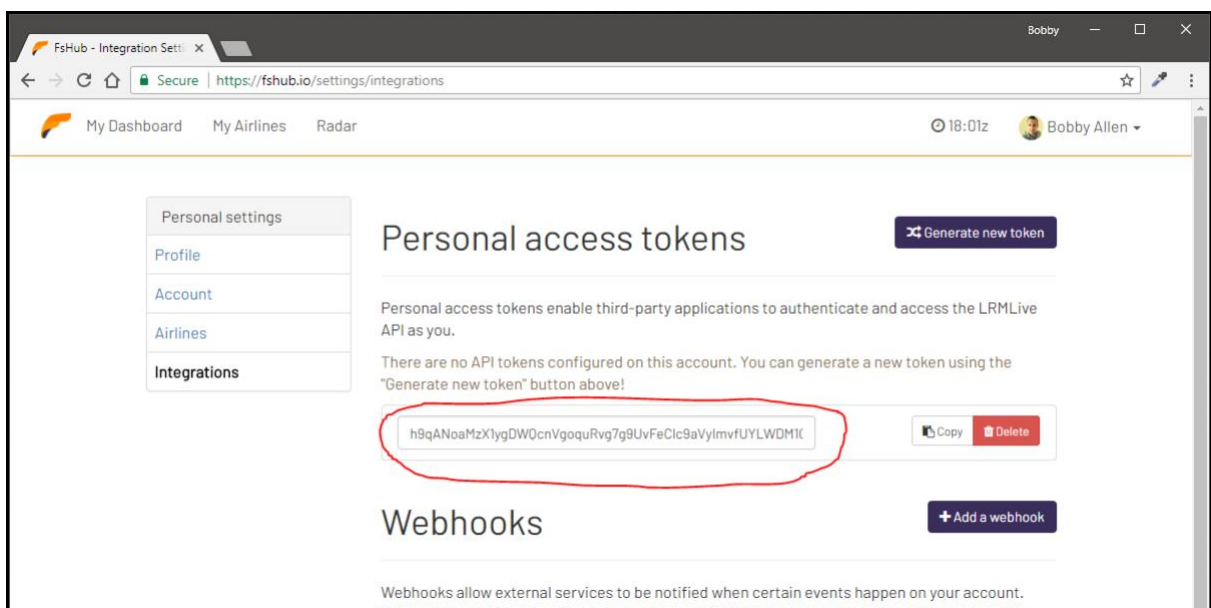 Bobby
FsHub - Integration Setti
Secure | https://fshub.io/settings/integrations
My Dashboard My Airlines Radar 18:01z Bobby Allen
Personal settings
Profile
Account
Airlines
Integrations
Personal access tokens
Generate new token
Personal access tokens enable third-party applications to authenticate and access the LRMLive
API as you.
There are no API tokens configured on this account. You can generate a new token using the
"Generate new token" button above!
Copy Delete
Webhooks
Add a webhook
Webhooks allow external services to be notified when certain events happen on your account.